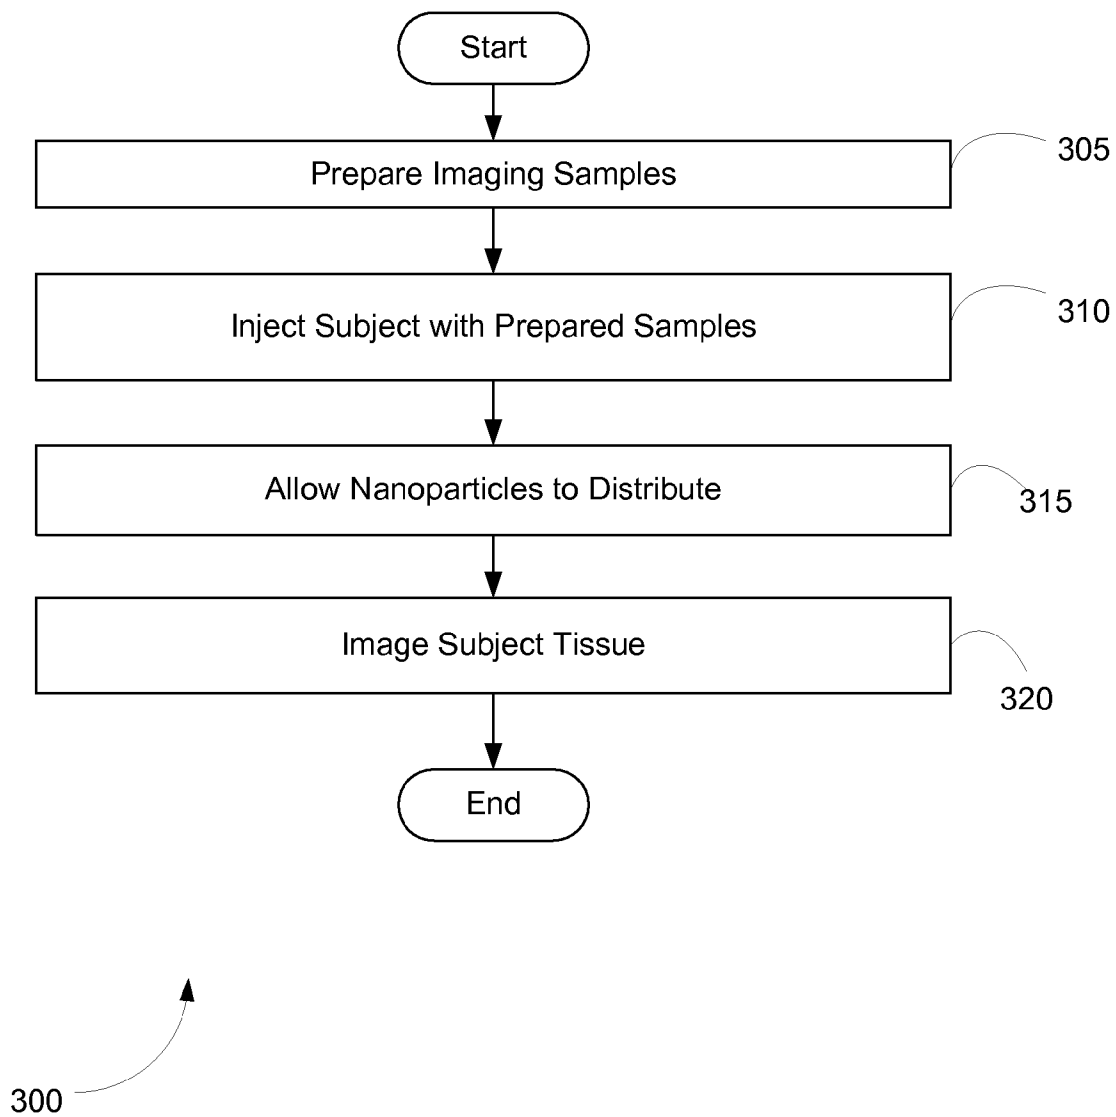 Start
Prepare Imaging Samples
305
Inject Subject with Prepared Samples
310
Allow Nanoparticles to Distribute
315
Image Subject Tissue
320
End
300